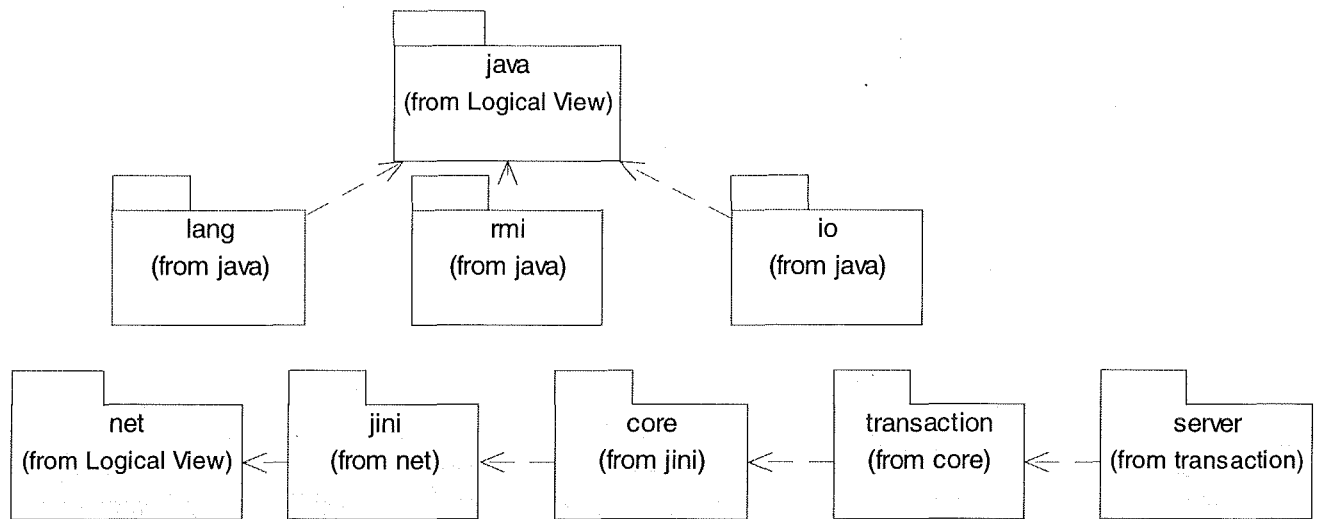 java
(from Logical View)
lang
(from java)
rmi
(from java)
io
(from java)
net
(from Logical View)
jini
(from net)
core
(from jini)
transaction
(from core)
server
(from transaction)